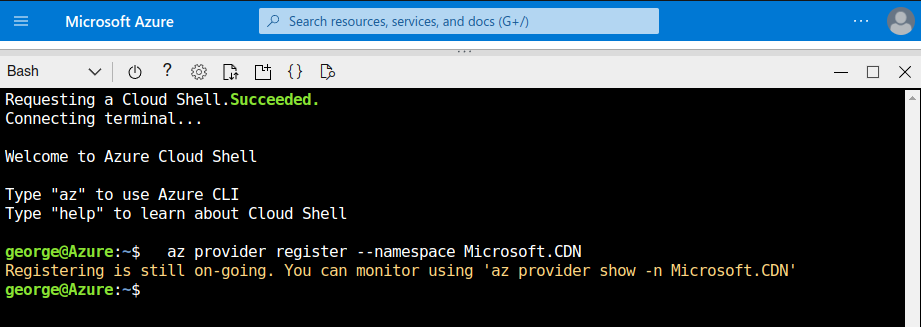 Microsoft Azure
Search resources, services, and docs (G+/)
Bash
Requesting a Cloud Shell.Succeeded.
Connecting terminal...
Welcome to Azure Cloud Shell
Type "az" to use Azure CLI
Type "help" to learn about Cloud Shell
george@Azure:~$   az provider register --namespace Microsoft.CDN
Registering is still on-going. You can monitor using 'az provider show -n Microsoft.CDN'
george@Azure:~$